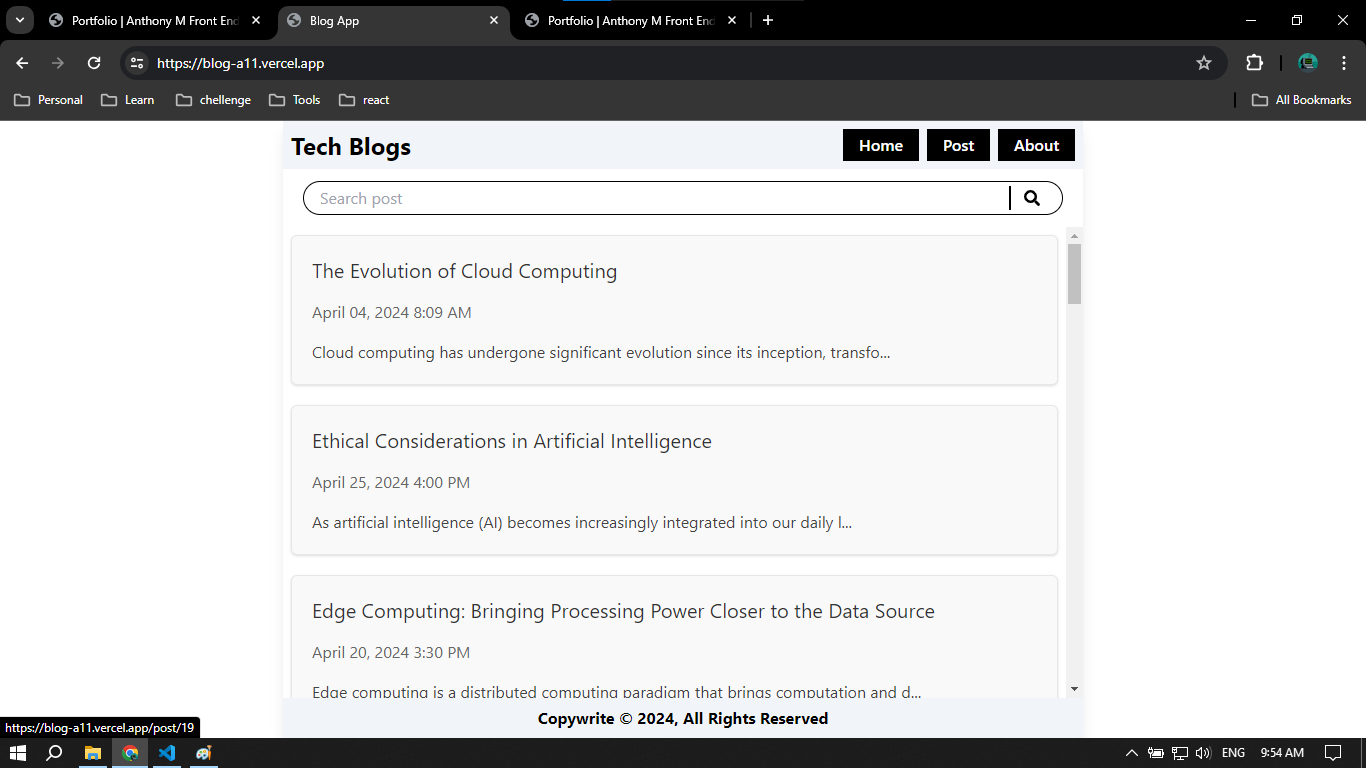 Portfolio | Anthony M Front End
Blog App
Portfolio | Anthony M Front End
https://blog-a11.vercel.app
Personal
Learn
chellenge
Tools
react
All Bookmarks
Tech Blogs
Home
Post
About
Search post
The Evolution of Cloud Computing
April 04, 2024 8:09 AM
Cloud computing has undergone significant evolution since its inception, transfo...
Ethical Considerations in Artificial Intelligence
April 25, 2024 4:00 PM
As artificial intelligence (AI) becomes increasingly integrated into our daily l...
Edge Computing: Bringing Processing Power Closer to the Data Source
April 20, 2024 3:30 PM
Edge computing is a distributed computing paradigm that brings computation and d...
Copywrite © 2024, All Rights Reserved
https://blog-a11.vercel.app/post/19
ENG
9:54 AM